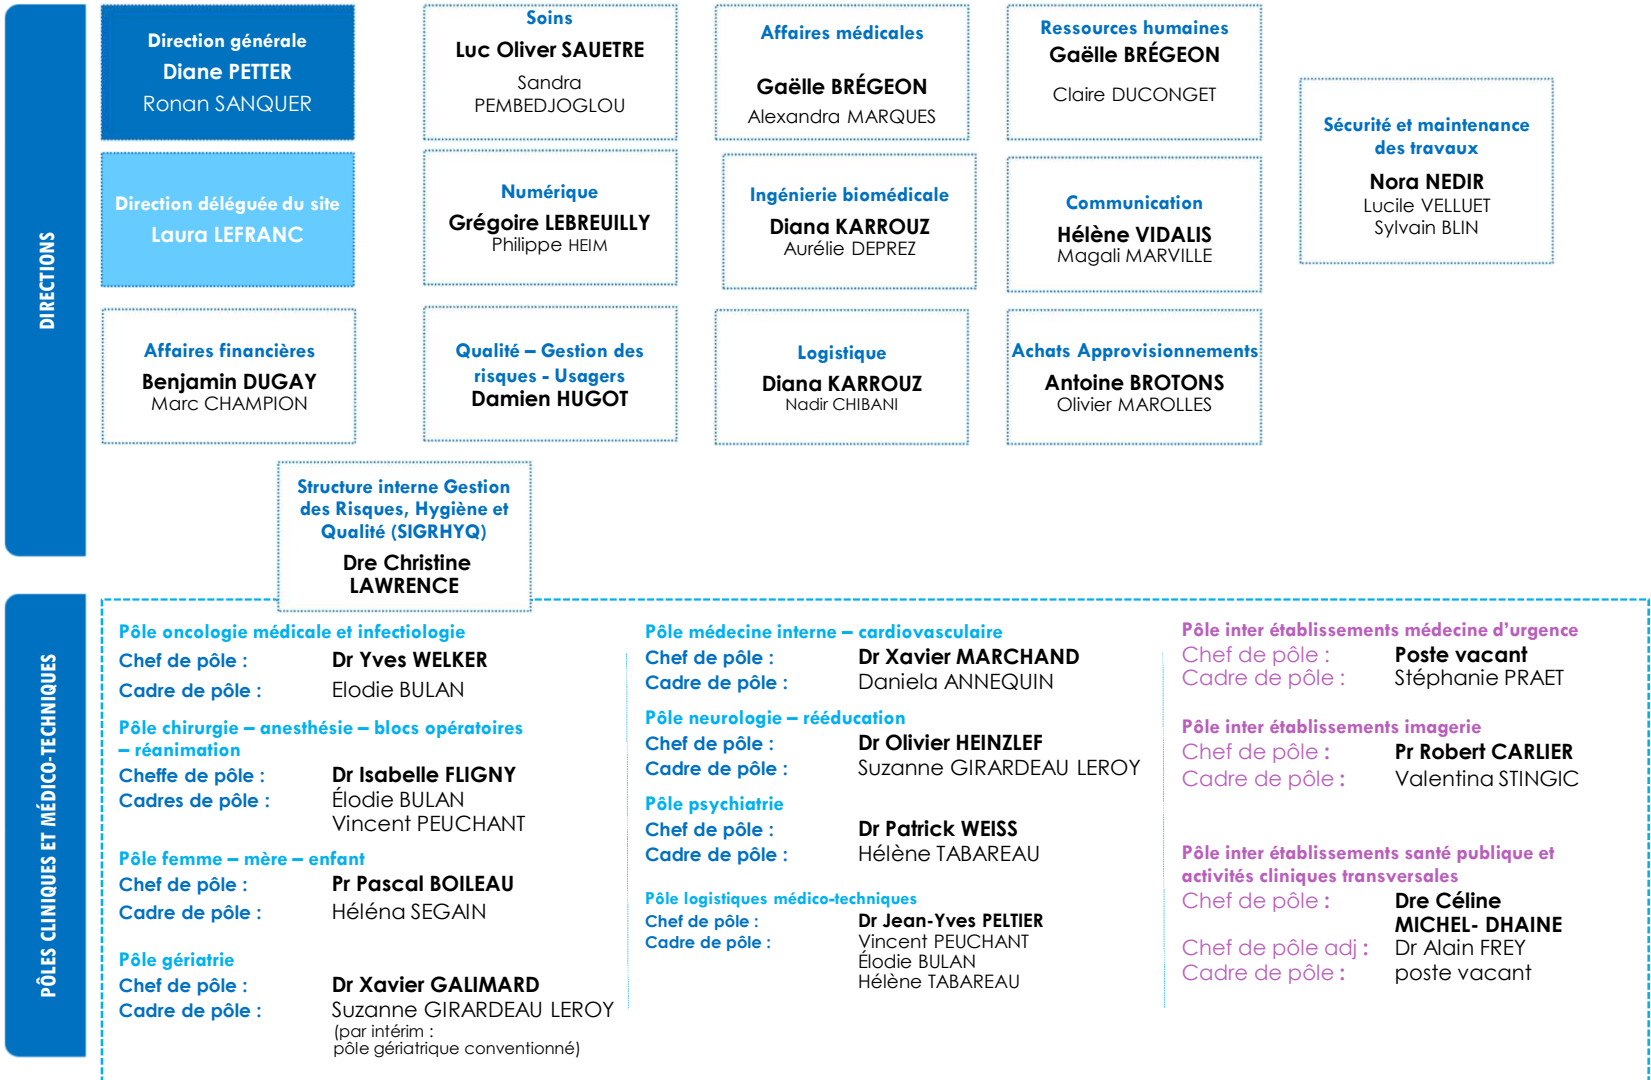 DIRECTIONS
Direction générale
Diane PETTER
Ronan SANQUER
Soins
Luc Oliver SAUETRE
Sandra
PEMBEDJOGLOU
Affaires médicales
Gaëlle BRÉGEON
Alexandra MARQUES
Ressources humaines
Gaëlle BRÉGEON
Claire DUCONGET
Sécurité et maintenance
des travaux
Nora NEDIR
Lucile VELLUET
Sylvain BLIN
Direction déléguée du site
Laura LEFRANC
Numérique
Grégoire LEBREUILLY
Philippe HEIM
Ingénierie biomédicale
Diana KARROUZ
Aurélie DEPREZ
Communication
Hélène VIDALIS
Magali MARVILLE
Affaires financières
Benjamin DUGAY
Marc CHAMPION
Qualité – Gestion des
risques - Usagers
Damien HUGOT
Logistique
Diana KARROUZ
Nadir CHIBANI
Achats Approvisionnements
Antoine BROTONS
Olivier MAROLLES
Structure interne Gestion
des Risques, Hygiène et
Qualité (SIGRHYQ)
Dre Christine
LAWRENCE
PÔLES CLINIQUES ET MÉDICO-TECHNIQUES
Pôle oncologie médicale et infectiologie
Chef de pôle : Dr Yves WELKER
Cadre de pôle : Elodie BULAN
Pôle chirurgie – anesthésie – blocs opératoires
– réanimation
Cheffe de pôle : Dr Isabelle FLIGNY
Cadres de pôle : Élodie BULAN
Vincent PEUCHANT
Pôle femme – mère – enfant
Chef de pôle : Pr Pascal BOILEAU
Cadre de pôle : Héléna SEGAIN
Pôle gériatrie
Chef de pôle : Dr Xavier GALIMARD
Cadre de pôle : Suzanne GIRARDEAU LEROY
(par intérim :
pôle gériatrique conventionné)
Pôle médecine interne – cardiovasculaire
Chef de pôle : Dr Xavier MARCHAND
Cadre de pôle : Daniela ANNEQUIN
Pôle neurologie – rééducation
Chef de pôle : Dr Olivier HEINZLEF
Cadre de pôle : Suzanne GIRARDEAU LEROY
Pôle psychiatrie
Chef de pôle : Dr Patrick WEISS
Cadre de pôle : Hélène TABAREAU
Pôle logistiques médico-techniques
Chef de pôle : Dr Jean-Yves PELTIER
Cadre de pôle : Vincent PEUCHANT
Élodie BULAN
Hélène TABAREAU
Pôle inter établissements médecine d’urgence
Chef de pôle : Poste vacant
Cadre de pôle : Stéphanie PRAET
Pôle inter établissements imagerie
Chef de pôle : Pr Robert CARLIER
Cadre de pôle : Valentina STINGIC
Pôle inter établissements santé publique et
activités cliniques transversales
Chef de pôle : Dre Céline
MICHEL- DHAINE
Chef de pôle adj : Dr Alain FREY
Cadre de pôle : poste vacant